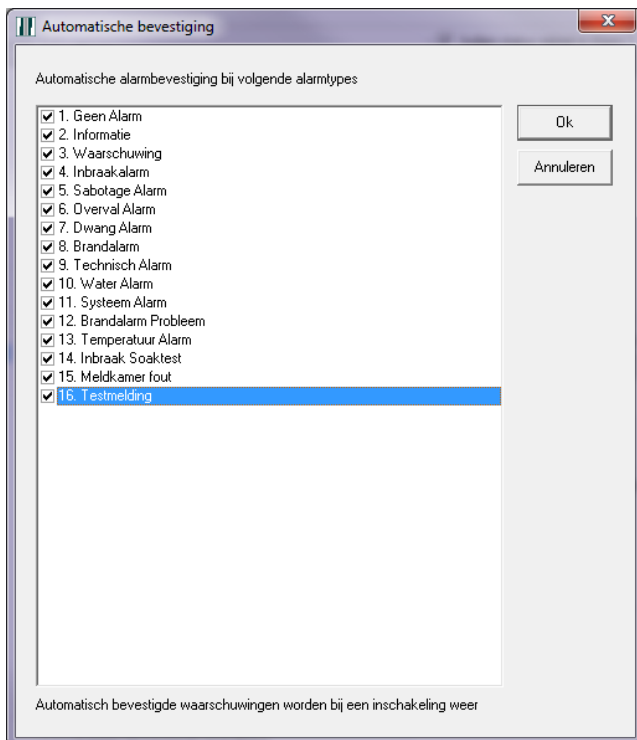 Automatische bevestiging
Automatische alarmbevestiging bij volgende alarmtypes
1. Geen Alarm
2. Informatie
3. Waarschuwing
4. Inbraakalarm
5. Sabotage Alarm
6. Overval Alarm
7. Dwang Alarm
8. Brandalarm
9. Technisch Alarm
10. Water Alarm
11. Systeem Alarm
12. Brandalarm Probleem
13. Temperatuur Alarm
14. Inbraak Soaktest
15. Meldkamer fout
16. Testmelding
Ok
Annuleren
Automatisch bevestigde waarschuwingen worden bij een inschakeling weer